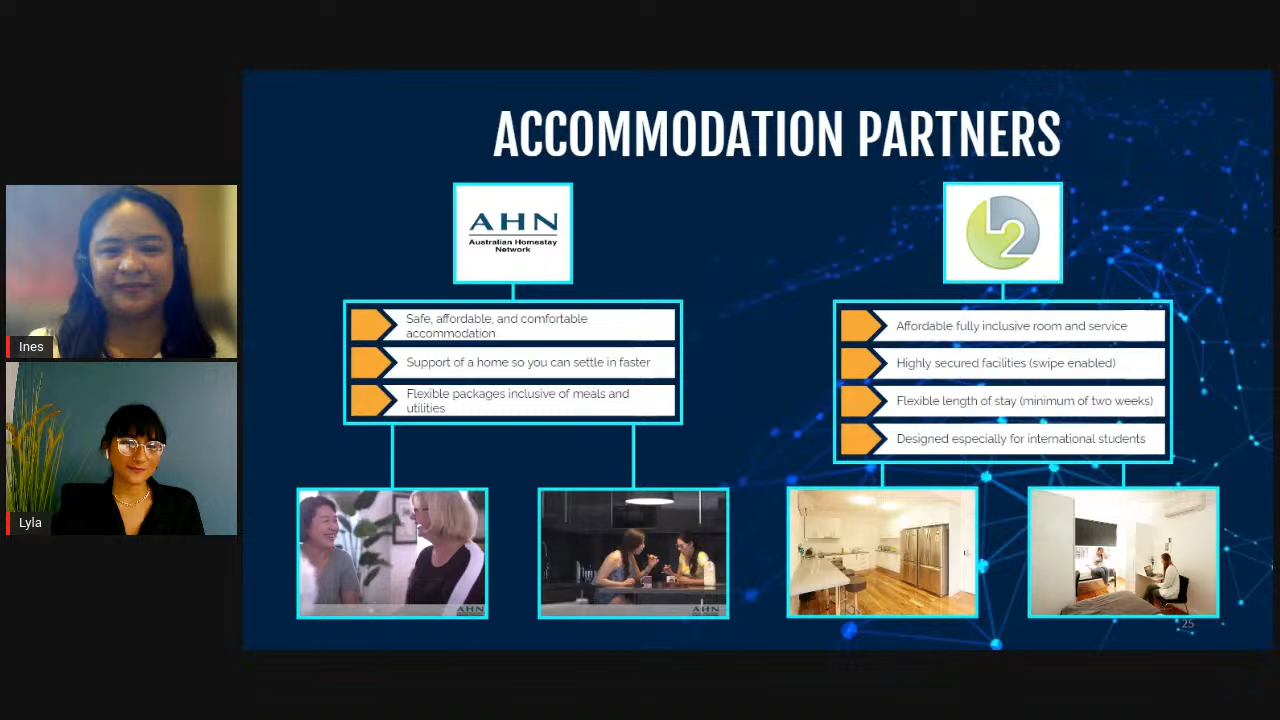 ACCOMMODATION PARTNERS
AHN
Australian Homestay
Network
L2
Safe, affordable, and comfortable
accommodation
Support of a home so you can settle in faster
Flexible packages inclusive of meals and
utilities
Affordable fully inclusive room and service
Highly secured facilities (swipe enabled)
Flexible length of stay (minimum of two weeks)
Designed especially for international students
Ines
Lyla
AHN
AHN
25